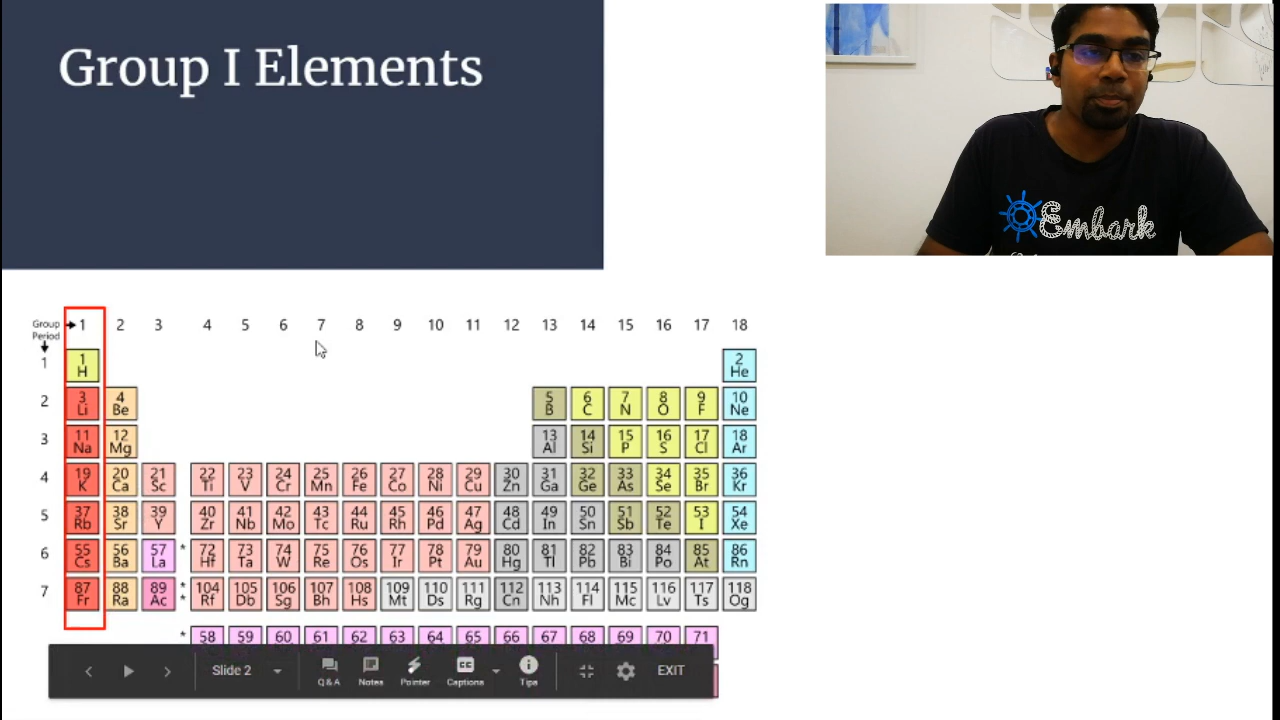 Group I Elements
Embark
Group → 1 2 3 4 5 6 7 8 9 10 11 12 13 14 15 16 17 18
Period
1 1 H 2 He
2 3 Li 4 Be 5 B 6 C 7 N 8 O 9 F 10 Ne
3 11 Na 12 Mg 13 Al 14 Si 15 P 16 S 17 Cl 18 Ar
4 19 K 20 Ca 21 Sc 22 Ti 23 V 24 Cr 25 Mn 26 Fe 27 Co 28 Ni 29 Cu 30 Zn 31 Ga 32 Ge 33 As 34 Se 35 Br 36 Kr
5 37 Rb 38 Sr 39 Y 40 Zr 41 Nb 42 Mo 43 Tc 44 Ru 45 Rh 46 Pd 47 Ag 48 Cd 49 In 50 Sn 51 Sb 52 Te 53 I 54 Xe
6 55 Cs 56 Ba 57 La * 72 Hf 73 Ta 74 W 75 Re 76 Os 77 Ir 78 Pt 79 Au 80 Hg 81 Tl 82 Pb 83 Bi 84 Po 85 At 86 Rn
7 87 Fr 88 Ra 89 Ac * * 104 Rf 105 Db 106 Sg 107 Bh 108 Hs 109 Mt 110 Ds 111 Rg 112 Cn 113 Nh 114 Fl 115 Mc 116 Lv 117 Ts 118 Og
* 58 59 60 61 62 63 64 65 66 67 68 69 70 71
Slide 2 Q&A Notes Pointer CC Captions Tips EXIT